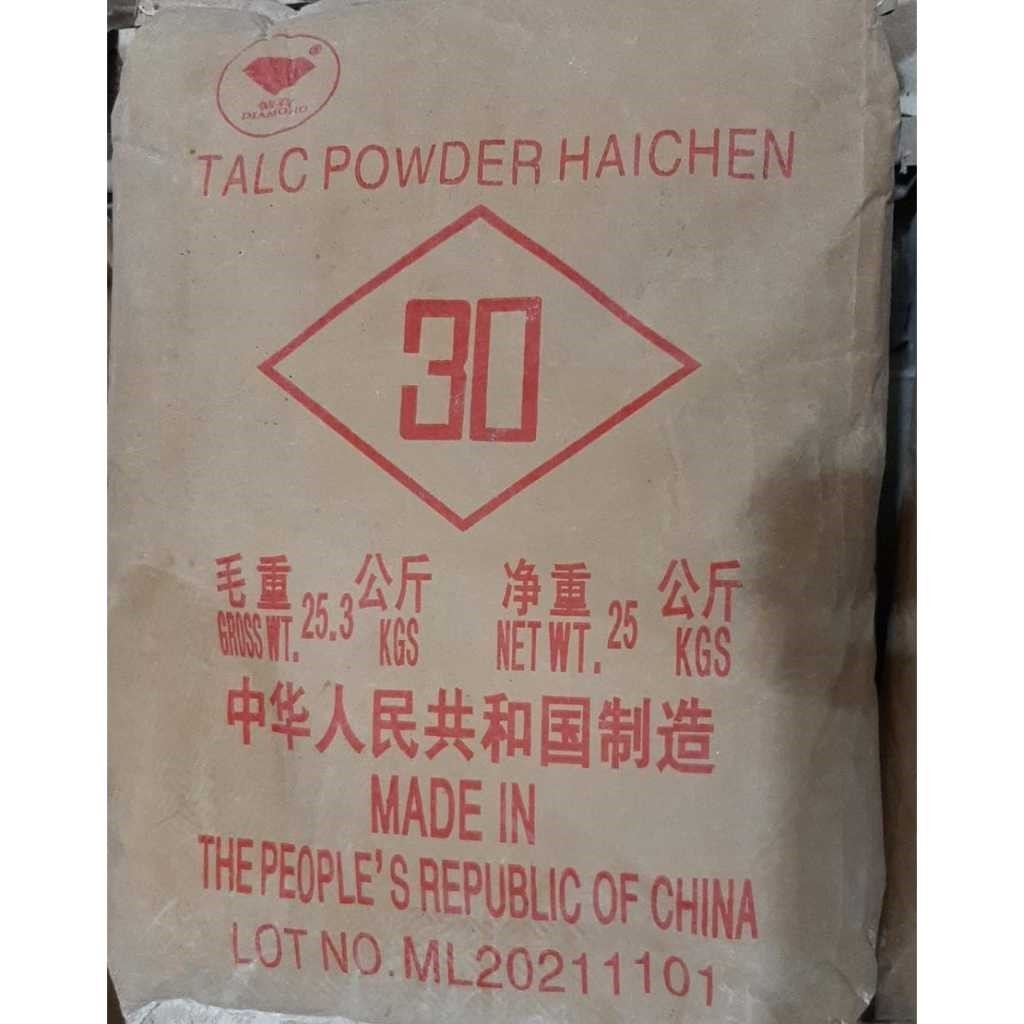 ®
DIAMOND
TALC POWDER HAICHEN
30
毛重 25.3 公斤 净重 25 公斤
GROSS WT. KGS NET WT. KGS
中华人民共和国制造
MADE IN
THE PEOPLE'S REPUBLIC OF CHINA
LOT NO. ML20211101